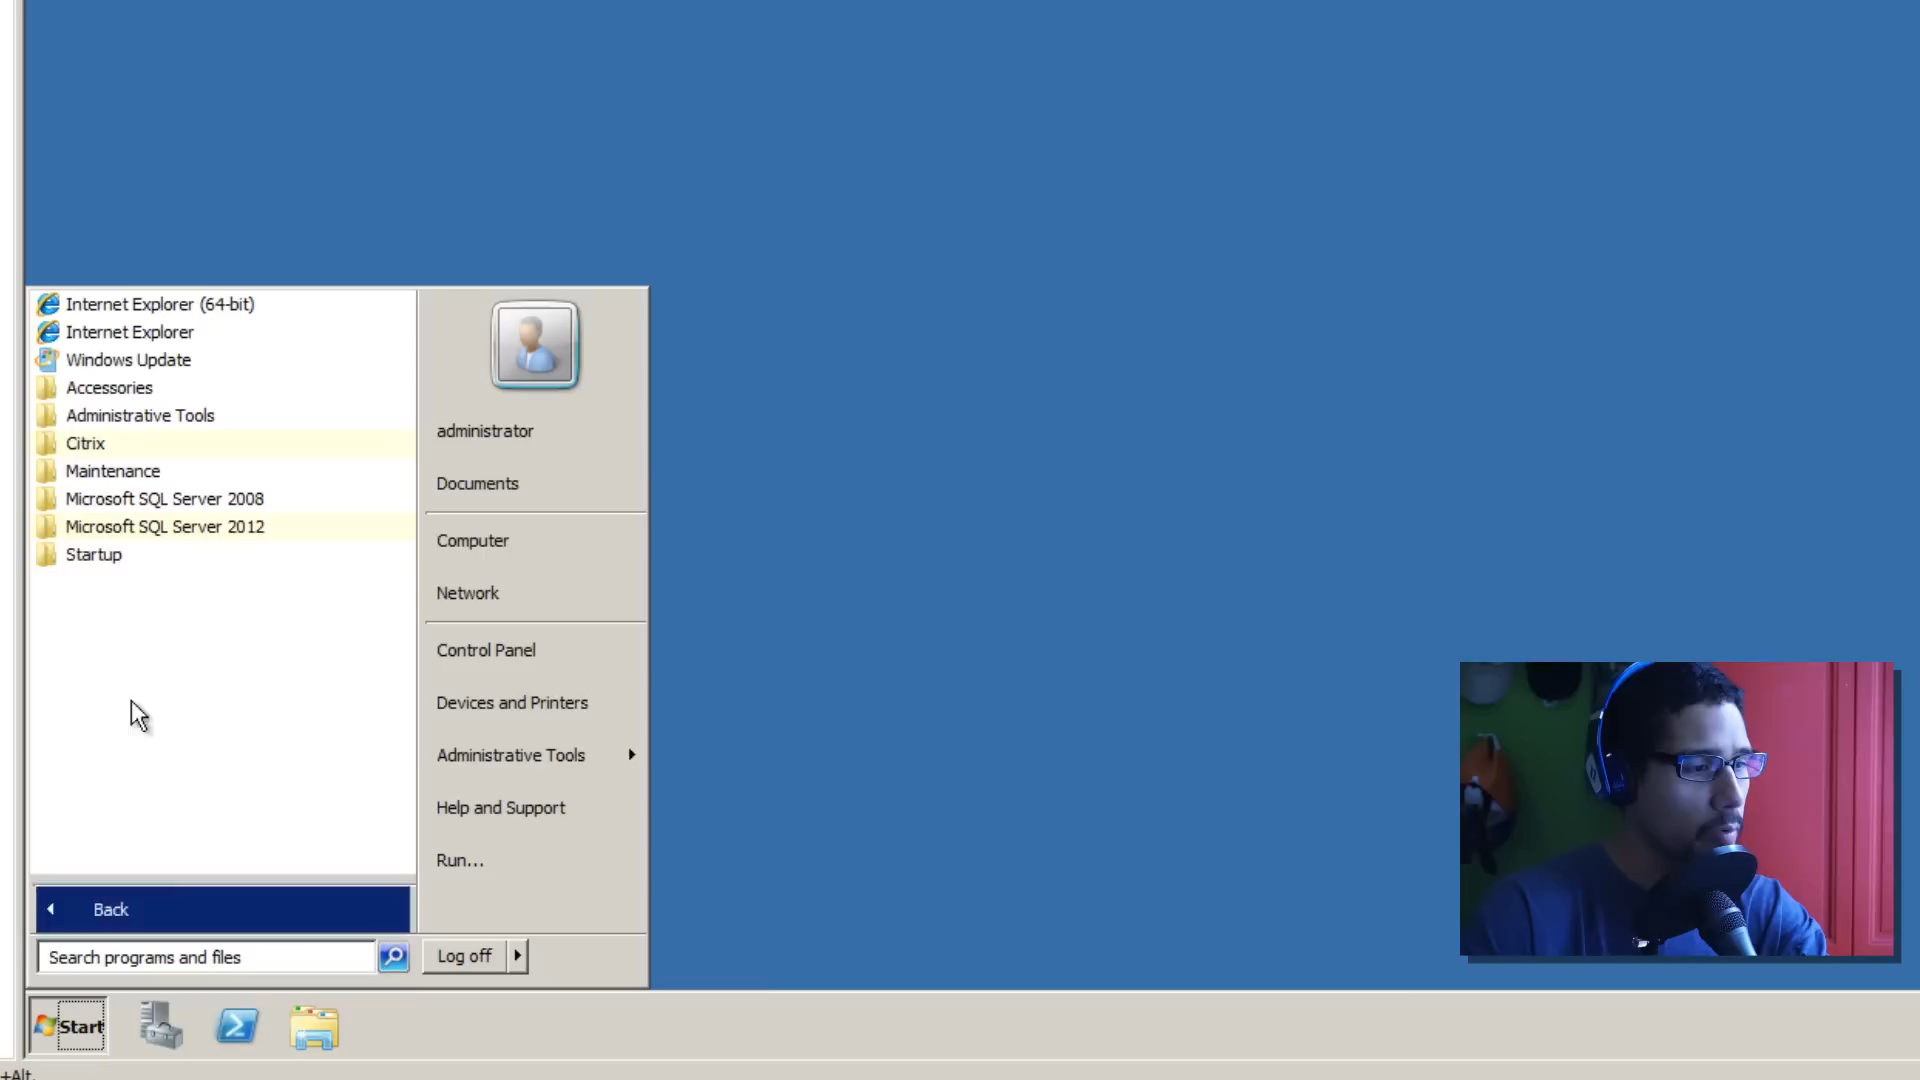 Internet Explorer (64-bit)
Internet Explorer
Windows Update
Accessories
Administrative Tools
Citrix
Maintenance
Microsoft SQL Server 2008
Microsoft SQL Server 2012
Startup
Back
Search programs and files
administrator
Documents
Computer
Network
Control Panel
Devices and Printers
Administrative Tools
Help and Support
Run...
Log off
Start
+Alt.